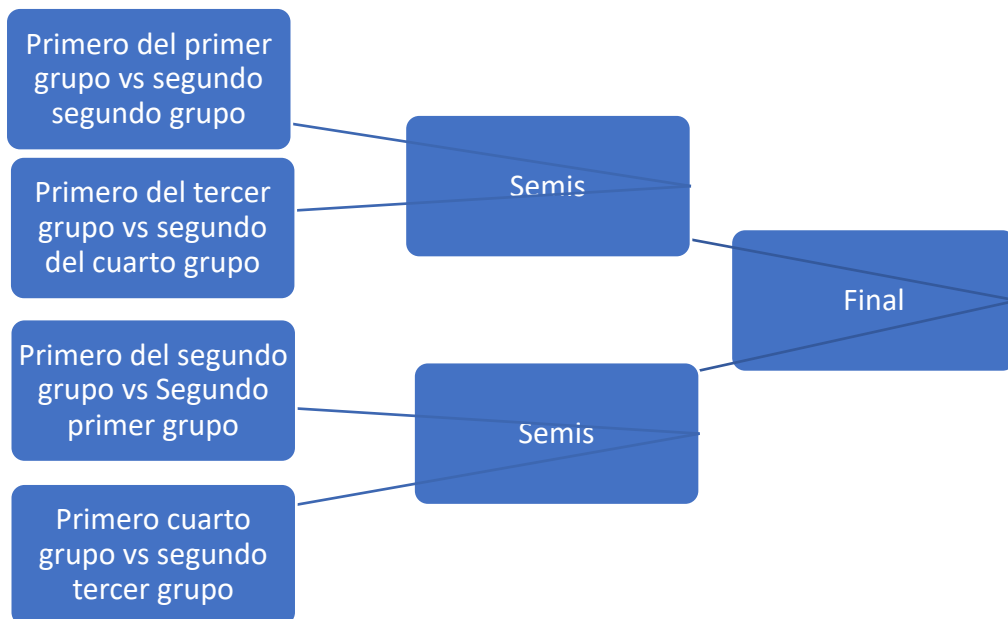 Primero del primer
grupo vs segundo
segundo grupo
Primero del tercer
grupo vs segundo
del cuarto grupo
Primero del segundo
grupo vs Segundo
primer grupo
Primero cuarto
grupo vs segundo
tercer grupo
Semis
Semis
Final